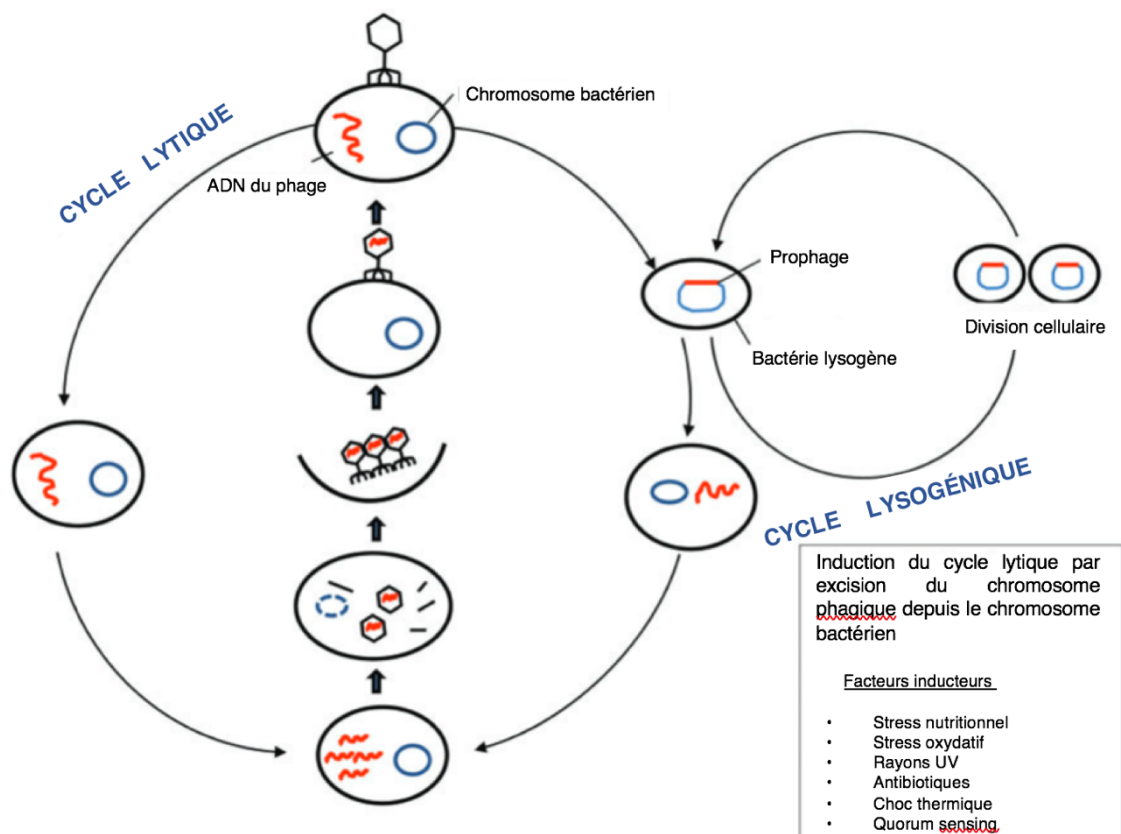 Chromosome bactérien
CYCLE LYTIQUE
ADN du phage
Prophage
Division cellulaire
Bactérie lysogène
CYCLE LYSOGÉNIQUE
Induction du cycle lytique par
excision du chromosome
phagique depuis le chromosome
bactérien
Facteurs inducteurs
• Stress nutritionnel
• Stress oxydatif
• Rayons UV
• Antibiotiques
• Choc thermique
• Quorum sensing